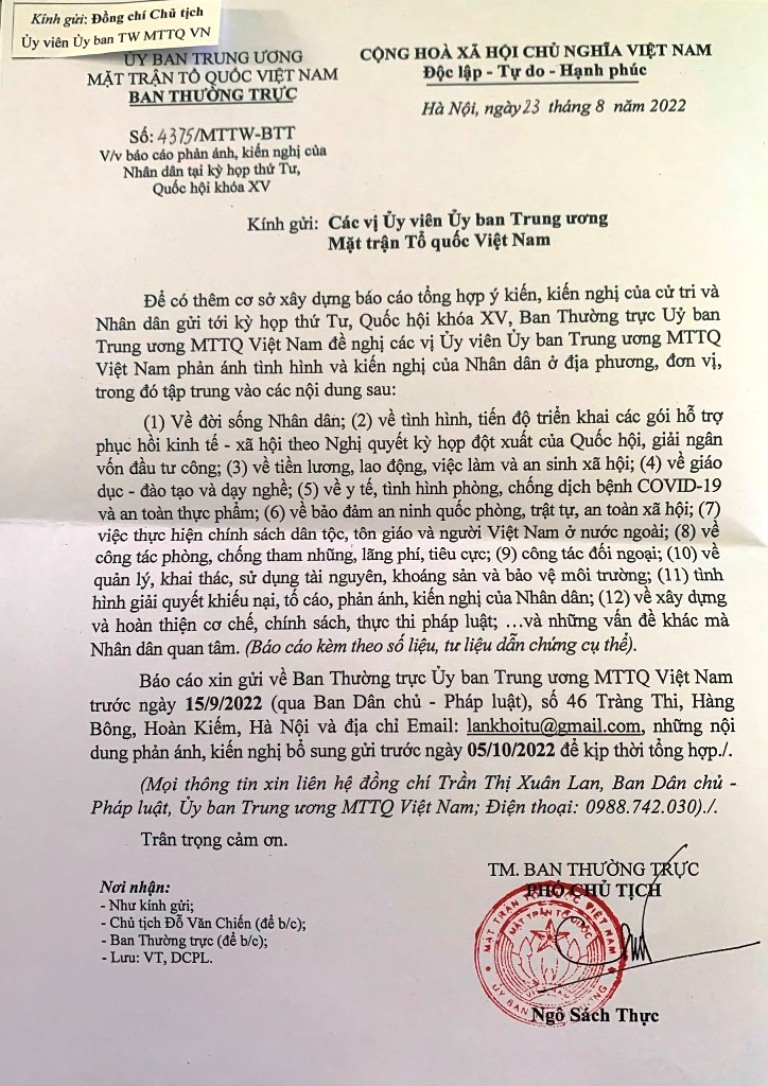 Kính gửi: Đồng chí Chủ tịch
Ủy viên Ủy ban TW MTTQ VN
ỦY BAN TRUNG ƯƠNG
MẶT TRẬN TỔ QUỐC VIỆT NAM
BAN THƯỜNG TRỰC
CỘNG HOÀ XÃ HỘI CHỦ NGHĨA VIỆT NAM
Độc lập - Tự do - Hạnh phúc
Hà Nội, ngày 23 tháng 8 năm 2022
Số: 4375/MTTW-BTT
V/v báo cáo phản ánh, kiến nghị của
Nhân dân tại kỳ họp thứ Tư,
Quốc hội khóa XV
Kính gửi: Các vị Ủy viên Ủy ban Trung ương
Mặt trận Tổ quốc Việt Nam
Để có thêm cơ sở xây dựng báo cáo tổng hợp ý kiến, kiến nghị của cử tri và
Nhân dân gửi tới kỳ họp thứ Tư, Quốc hội khóa XV, Ban Thường trực Uỷ ban
Trung ương MTTQ Việt Nam đề nghị các vị Ủy viên Ủy ban Trung ương MTTQ
Việt Nam phản ánh tình hình và kiến nghị của Nhân dân ở địa phương, đơn vị,
trong đó tập trung vào các nội dung sau:
(1) Về đời sống Nhân dân; (2) về tình hình, tiến độ triển khai các gói hỗ trợ
phục hồi kinh tế - xã hội theo Nghị quyết kỳ họp đột xuất của Quốc hội, giải ngân
vốn đầu tư công; (3) về tiền lương, lao động, việc làm và an sinh xã hội; (4) về giáo
dục - đào tạo và dạy nghề; (5) về y tế, tình hình phòng, chống dịch bệnh COVID-19
và an toàn thực phẩm; (6) về bảo đảm an ninh quốc phòng, trật tự, an toàn xã hội; (7)
việc thực hiện chính sách dân tộc, tôn giáo và người Việt Nam ở nước ngoài; (8) về
công tác phòng, chống tham nhũng, lãng phí, tiêu cực; (9) công tác đối ngoại; (10) về
quản lý, khai thác, sử dụng tài nguyên, khoáng sản và bảo vệ môi trường; (11) tình
hình giải quyết khiếu nại, tố cáo, phản ánh, kiến nghị của Nhân dân; (12) về xây dựng
và hoàn thiện cơ chế, chính sách, thực thi pháp luật; …và những vấn đề khác mà
Nhân dân quan tâm. (Báo cáo kèm theo số liệu, tư liệu dẫn chứng cụ thể).
Báo cáo xin gửi về Ban Thường trực Ủy ban Trung ương MTTQ Việt Nam
trước ngày 15/9/2022 (qua Ban Dân chủ - Pháp luật), số 46 Tràng Thi, Hàng
Bông, Hoàn Kiếm, Hà Nội và địa chỉ Email: lankhoitu@gmail.com, những nội
dung phản ánh, kiến nghị bổ sung gửi trước ngày 05/10/2022 để kịp thời tổng hợp./.
(Mọi thông tin xin liên hệ đồng chí Trần Thị Xuân Lan, Ban Dân chủ -
Pháp luật, Ủy ban Trung ương MTTQ Việt Nam; Điện thoại: 0988.742.030)./.
Trân trọng cảm ơn.
TM. BAN THƯỜNG TRỰC
PHÓ CHỦ TỊCH
Nơi nhận:
- Như kính gửi;
- Chủ tịch Đỗ Văn Chiến (để b/c);
- Ban Thường trực (để b/c);
- Lưu: VT, DCPL.
MẶT TRẬN TỔ QUỐC VIỆT NAM
MẶT TRẬN TỔ QUỐC
Ngô Sách Thực